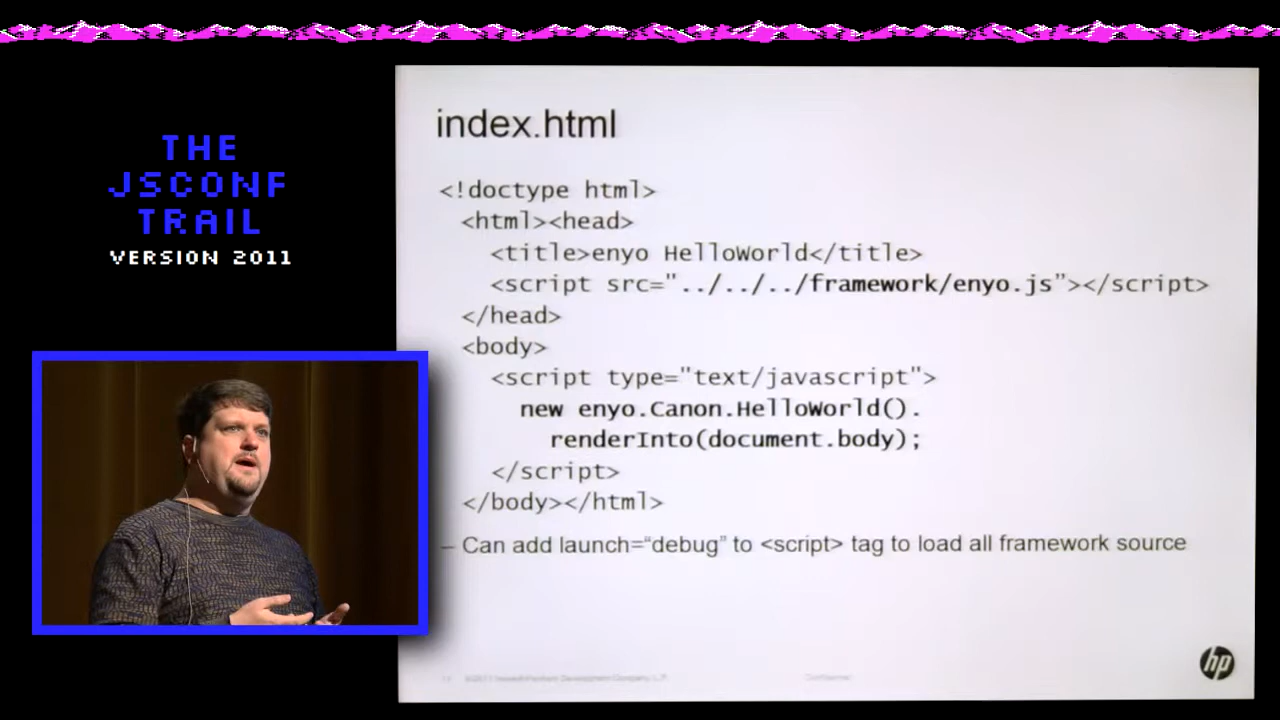 THE
JSCONF
TRAIL
VERSION 2011
index.html
<!doctype html>
<html><head>
<title>enyo HelloWorld</title>
<script src="../../../framework/enyo.js”></script>
</head>
<body>
<script type="text/javascript">
new enyo.Canon.HelloWorld().
renderInto(document.body);
</script>
</body></html>
– Can add launch=“debug” to <script> tag to load all framework source
hp